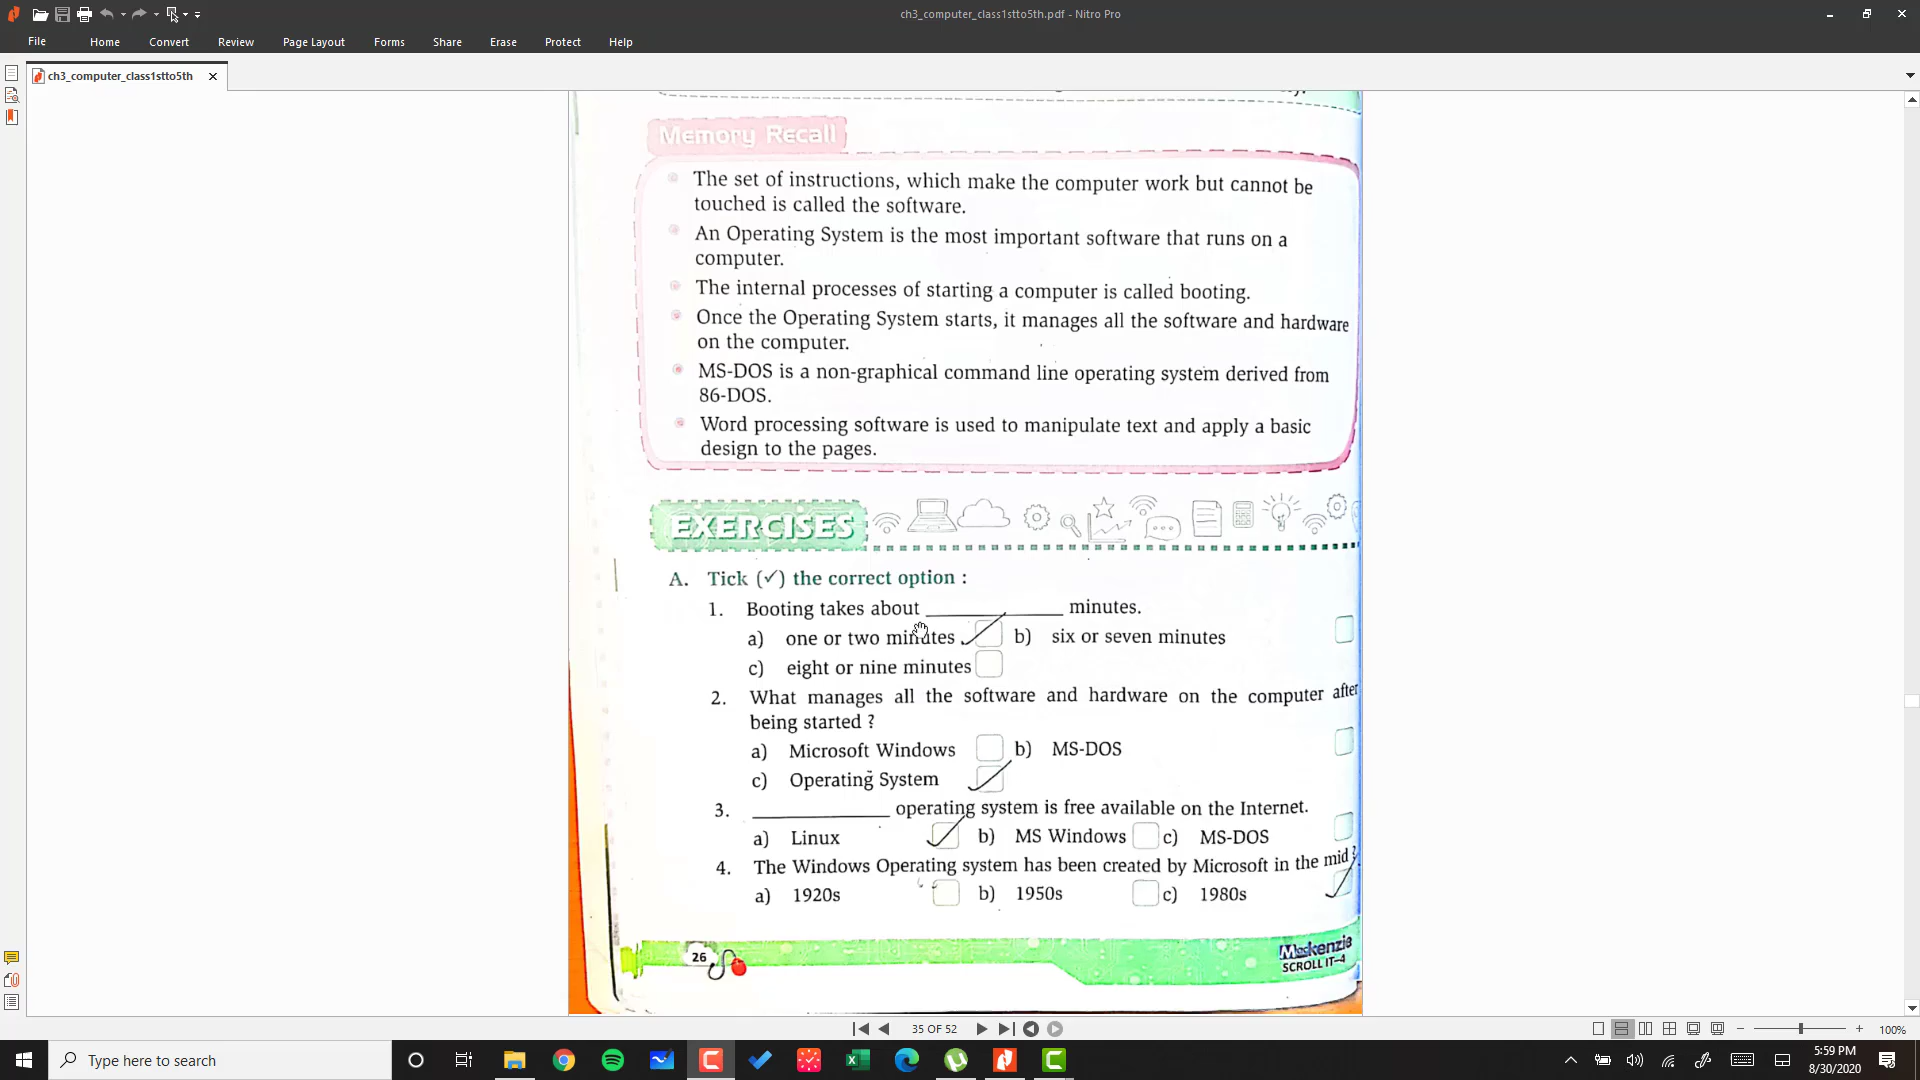 ch3_computer_class1stto5th.pdf - Nitro Pro
File Home Convert Review Page Layout Forms Share Erase Protect Help
ch3_computer_class1stto5th
Memory Recall
The set of instructions, which make the computer work but cannot be
touched is called the software.
An Operating System is the most important software that runs on a
computer.
The internal processes of starting a computer is called booting.
Once the Operating System starts, it manages all the software and hardware
on the computer.
MS-DOS is a non-graphical command line operating system derived from
86-DOS.
Word processing software is used to manipulate text and apply a basic
design to the pages.
EXERCISES
A. Tick (✓) the correct option :
1. Booting takes about ____________ minutes.
a) one or two minutes b) six or seven minutes
c) eight or nine minutes
2. What manages all the software and hardware on the computer after
being started ?
a) Microsoft Windows b) MS-DOS
c) Operating System
3. ____________ operating system is free available on the Internet.
a) Linux b) MS Windows c) MS-DOS
4. The Windows Operating system has been created by Microsoft in the mid ?
a) 1920s b) 1950s c) 1980s
26
Maskenzie
SCROLL IT-4
35 OF 52
100%
Type here to search
5:59 PM
8/30/2020